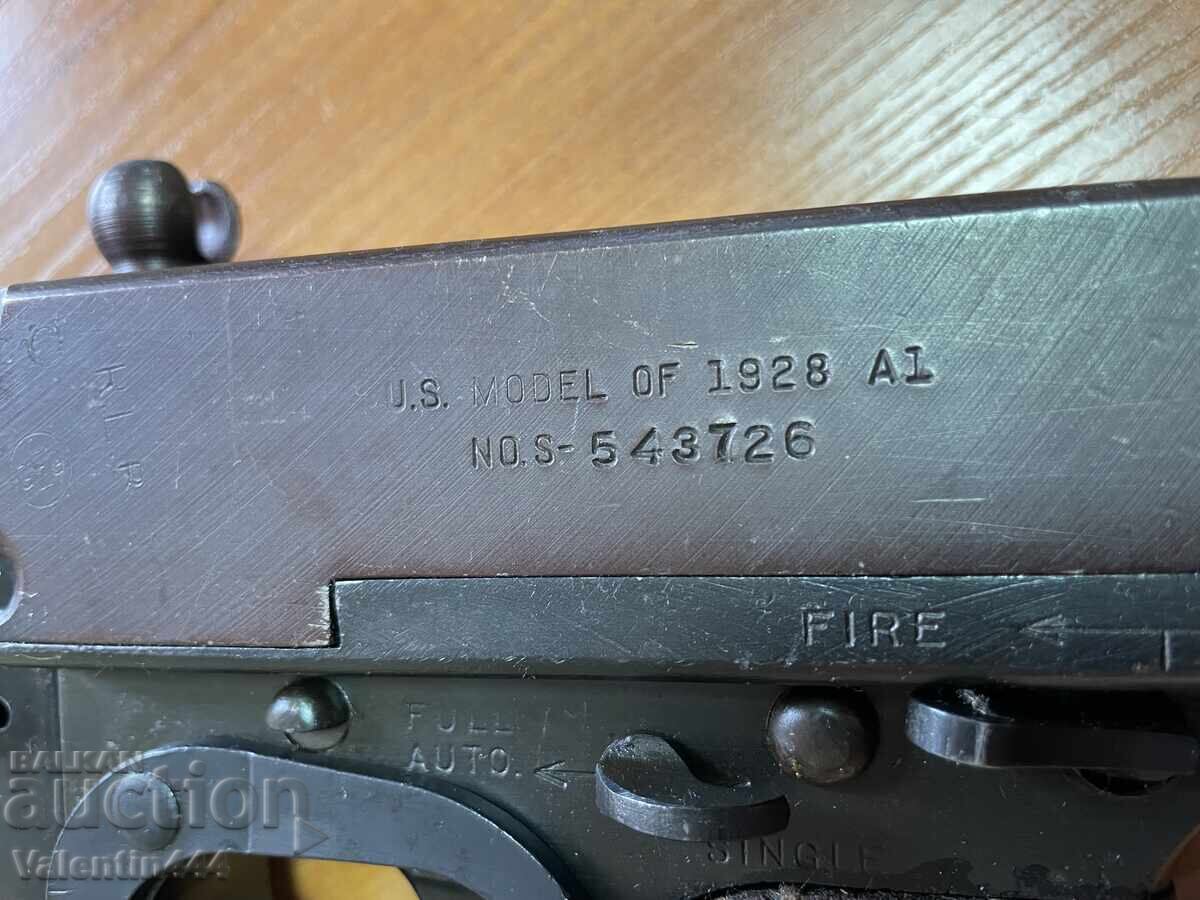 U.S. MODEL OF 1928 A1
NO.S-543726
FIRE
FULL
AUTO.
SINGLE
BALKAN
auction
Valentin444